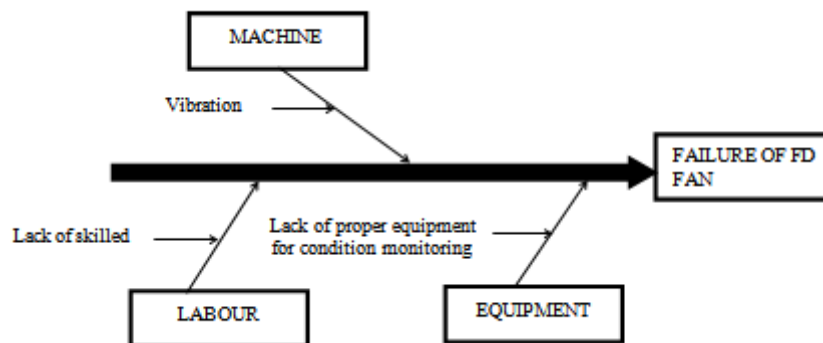 MACHINE
Vibration
FAILURE OF FD
FAN
Lack of skilled
Lack of proper equipment
for condition monitoring
LABOUR
EQUIPMENT